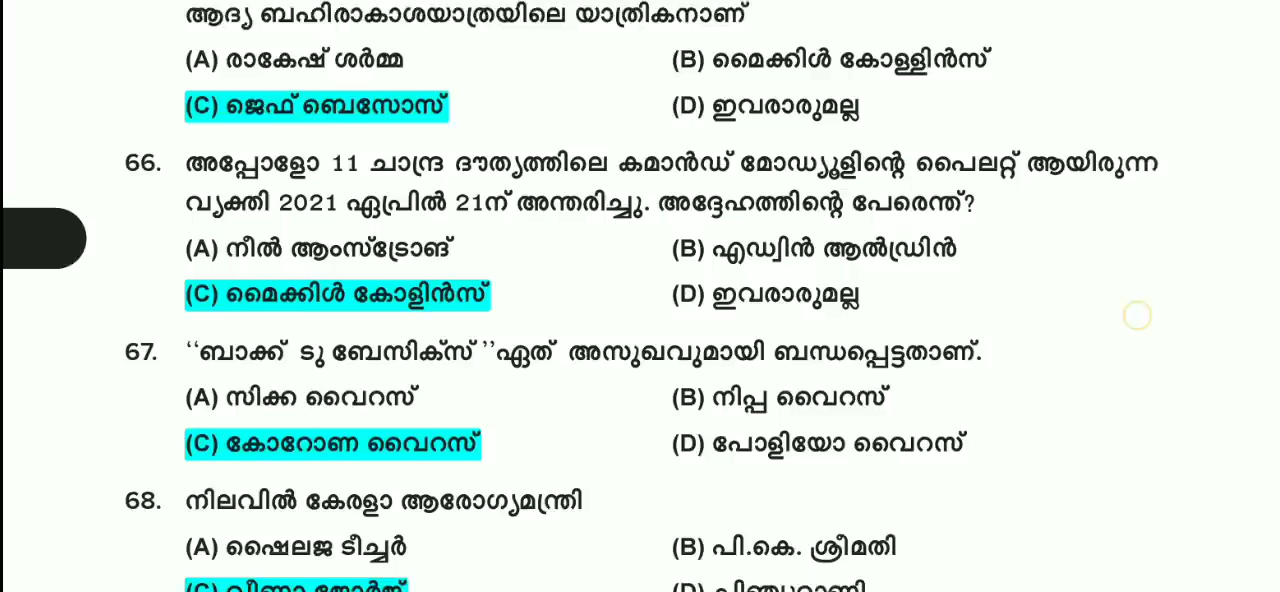 ആദ്യ ബഹിരാകാശയാത്രയിലെ യാത്രികനാണ്
(A) രാകേഷ് ശർമ്മ (B) മൈക്കിൾ കോള്ളിൻസ്
(C) ജെഫ് ബെസോസ് (D) ഇവരാരുമല്ല
66. അപ്പോളോ 11 ചാന്ദ്ര ദൗത്യത്തിലെ കമാൻഡ് മോഡ്യൂളിന്റെ പൈലറ്റ് ആയിരുന്ന
വ്യക്തി 2021 ഏപ്രിൽ 21ന് അന്തരിച്ചു. അദ്ദേഹത്തിന്റെ പേരെന്ത്?
(A) നീൽ ആംസ്ട്രോങ് (B) എഡ്വിൻ ആൽഡ്രിൻ
(C) മൈക്കിൾ കോളിൻസ് (D) ഇവരാരുമല്ല
67. ‘‘ബാക്ക് ടു ബേസിക്സ് ’’ഏത് അസുഖവുമായി ബന്ധപ്പെട്ടതാണ്.
(A) സിക്ക വൈറസ് (B) നിപ്പ വൈറസ്
(C) കോറോണ വൈറസ് (D) പോളിയോ വൈറസ്
68. നിലവിൽ കേരളാ ആരോഗ്യമന്ത്രി
(A) ഷൈലജ ടീച്ചർ (B) പി.കെ. ശ്രീമതി
(C) വീണാ ജോർജ് (D)